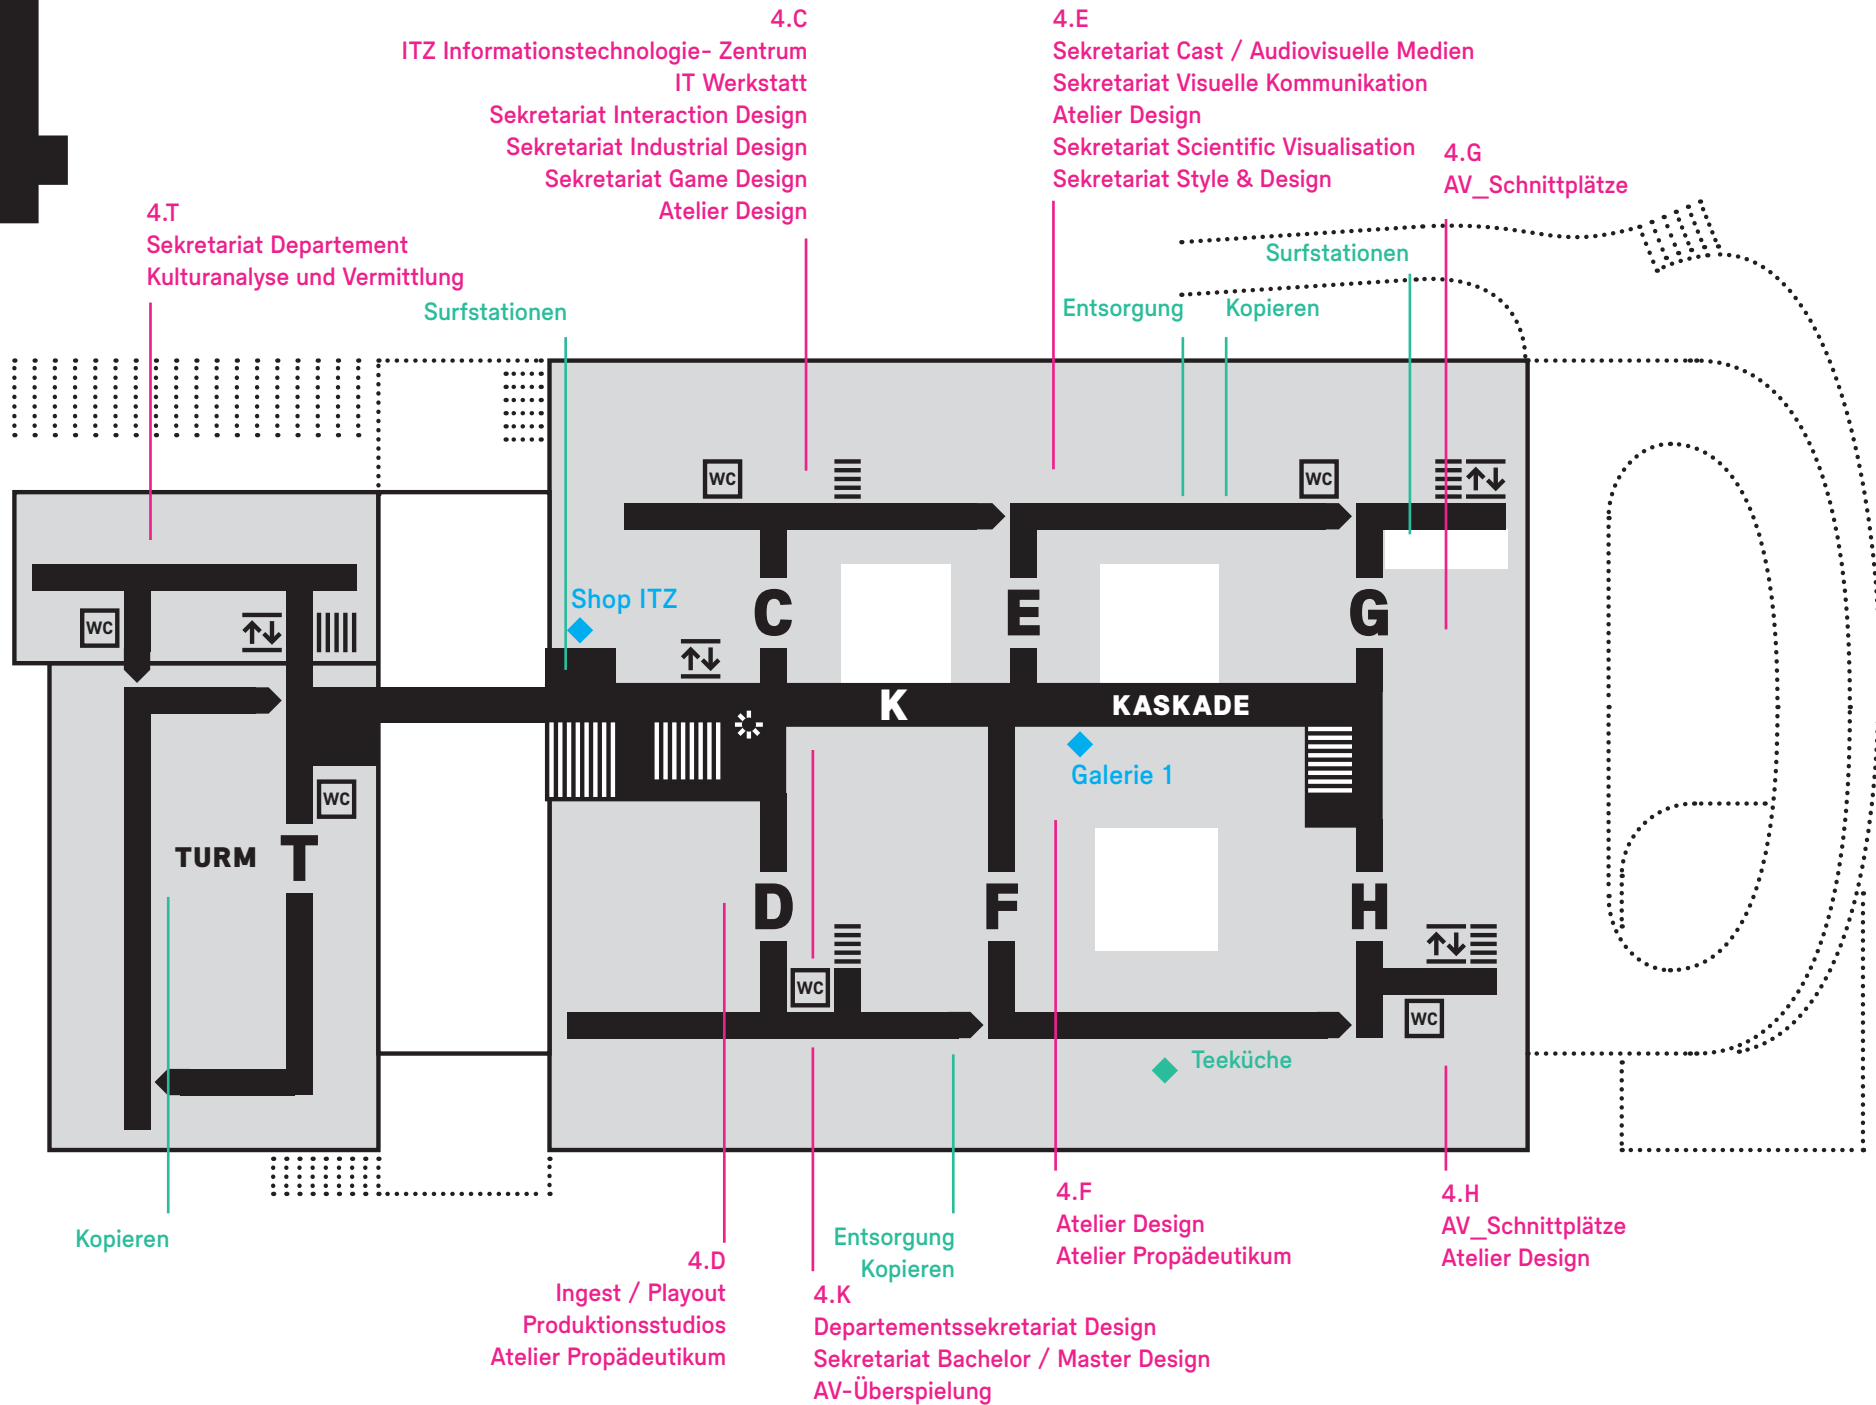 4.C
ITZ Informationstechnologie- Zentrum
IT Werkstatt
Sekretariat Interaction Design
Sekretariat Industrial Design
Sekretariat Game Design
Atelier Design
4.E
Sekretariat Cast / Audiovisuelle Medien
Sekretariat Visuelle Kommunikation
Atelier Design
Sekretariat Scientific Visualisation
Sekretariat Style & Design
4.G
AV_Schnittplätze
4.T
Sekretariat Departement
Kulturanalyse und Vermittlung
Surfstationen
Surfstationen
Entsorgung
Kopieren
WC
WC
WC
Shop ITZ
C
E
G
K
KASKADE
Galerie 1
WC
TURM
T
D
F
H
WC
WC
Teeküche
Kopieren
4.D
Ingest / Playout
Produktionsstudios
Atelier Propädeutikum
Entsorgung
Kopieren
4.K
Departementssekretariat Design
Sekretariat Bachelor / Master Design
AV-Überspielung
4.F
Atelier Design
Atelier Propädeutikum
4.H
AV_Schnittplätze
Atelier Design